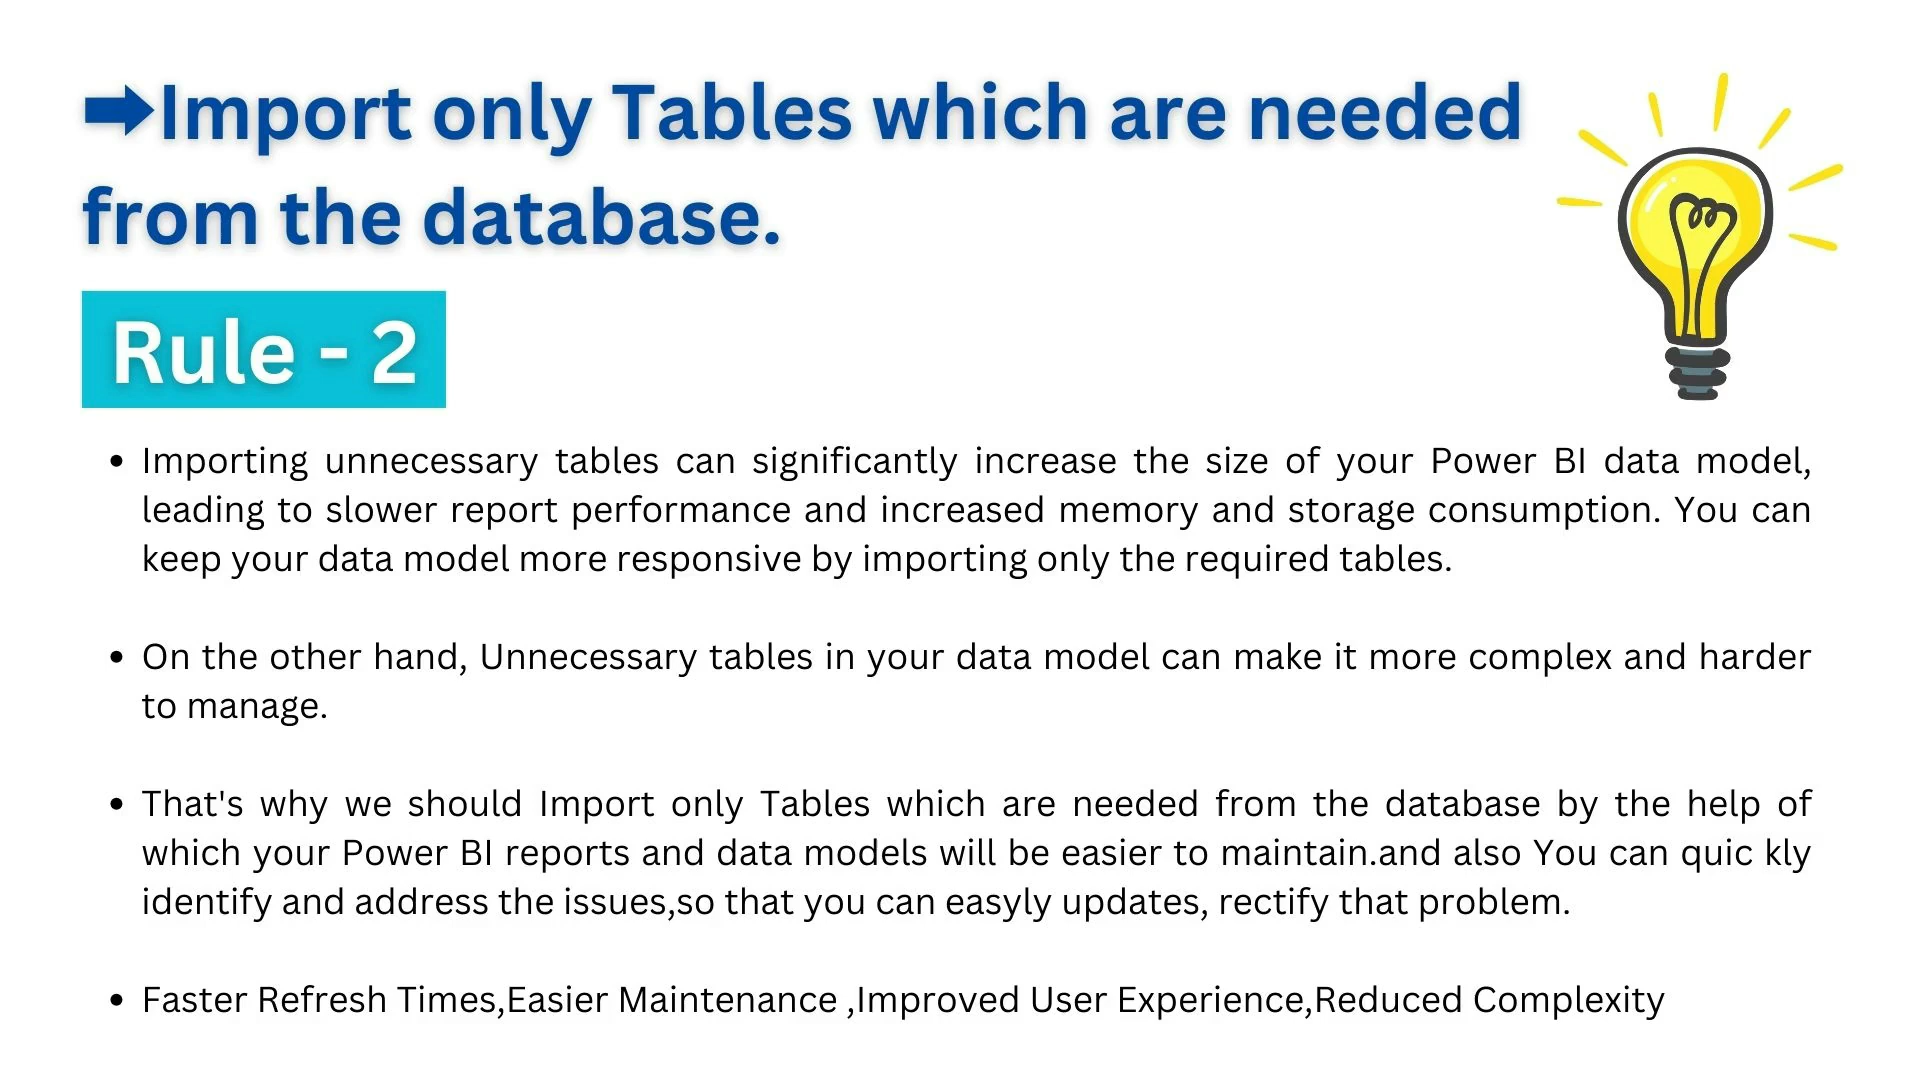 ➡Import only Tables which are needed
from the database.
Rule - 2
• Importing unnecessary tables can significantly increase the size of your Power BI data model,
leading to slower report performance and increased memory and storage consumption. You can
keep your data model more responsive by importing only the required tables.
• On the other hand, Unnecessary tables in your data model can make it more complex and harder
to manage.
• That's why we should Import only Tables which are needed from the database by the help of
which your Power BI reports and data models will be easier to maintain.and also You can quic kly
identify and address the issues,so that you can easyly updates, rectify that problem.
• Faster Refresh Times,Easier Maintenance ,Improved User Experience,Reduced Complexity